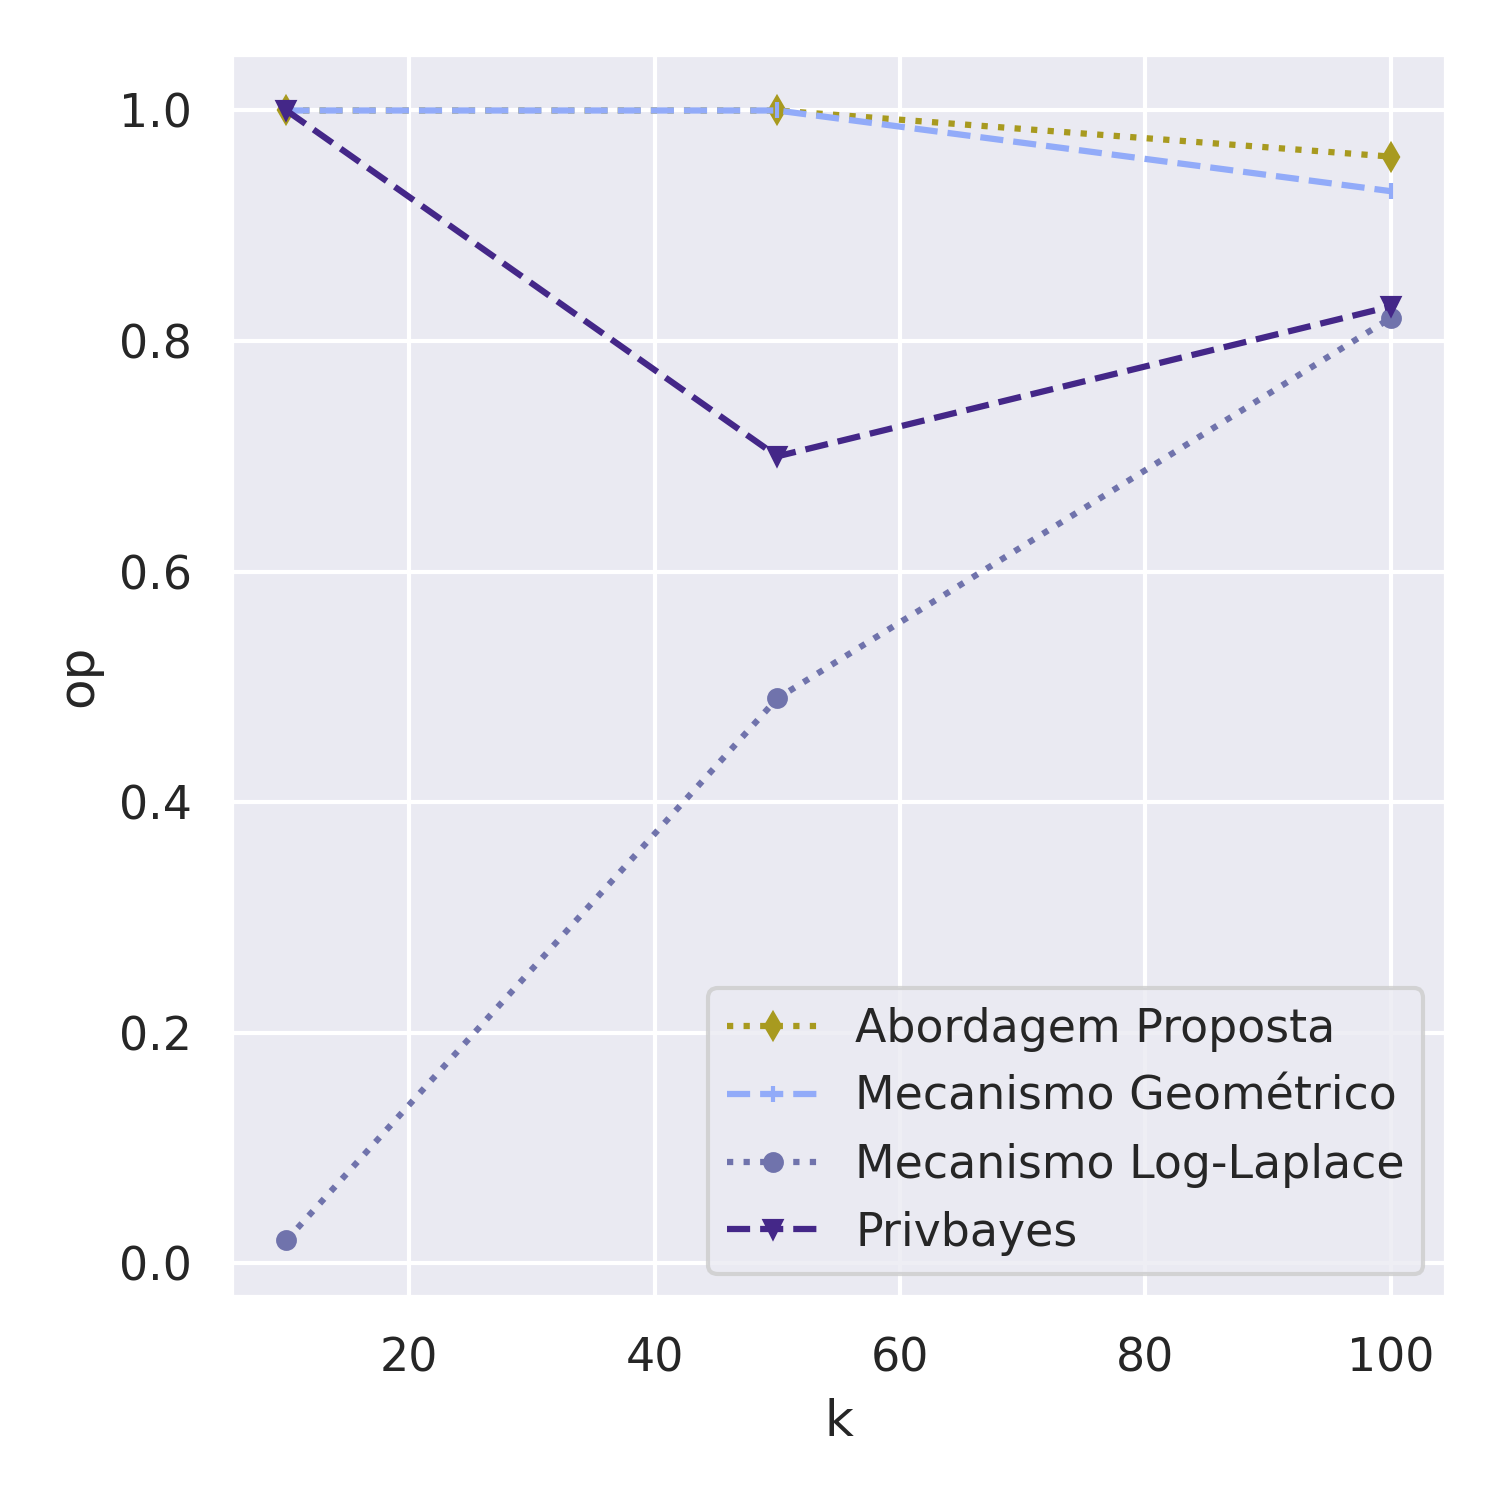 1.0
0.8
0.6
0.4
0.2
0.0
op
20 40 60 80 100
k
Abordagem Proposta
Mecanismo Geométrico
Mecanismo Log-Laplace
Privbayes